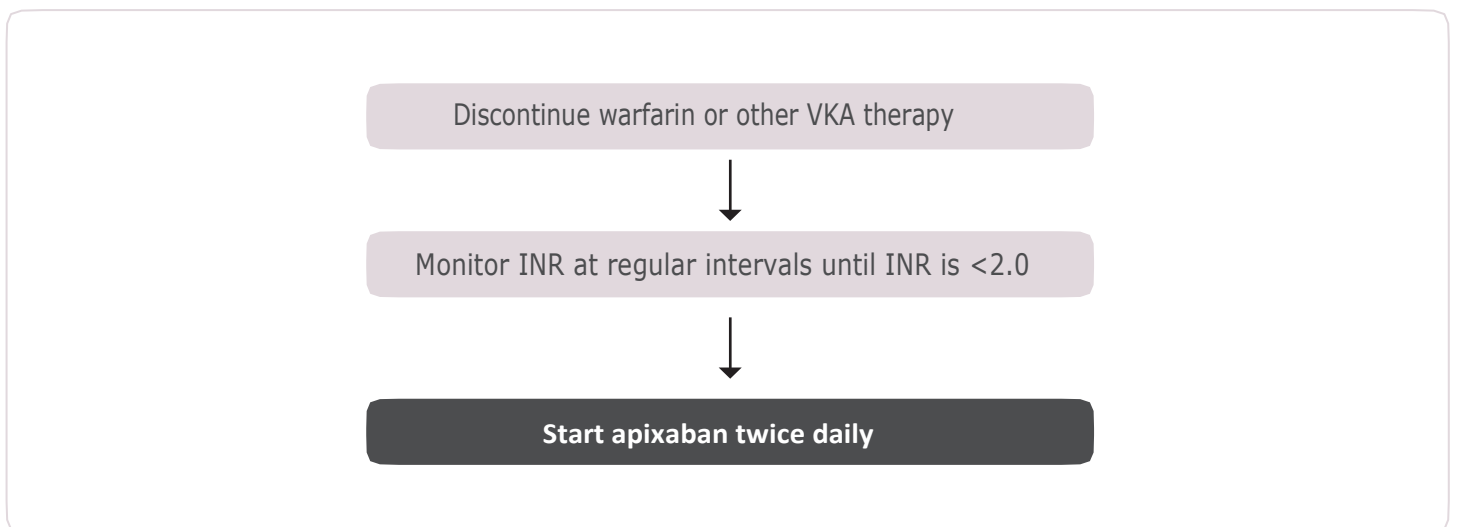 Discontinue warfarin or other VKA therapy
Monitor INR at regular intervals until INR is <2.0
Start apixaban twice daily